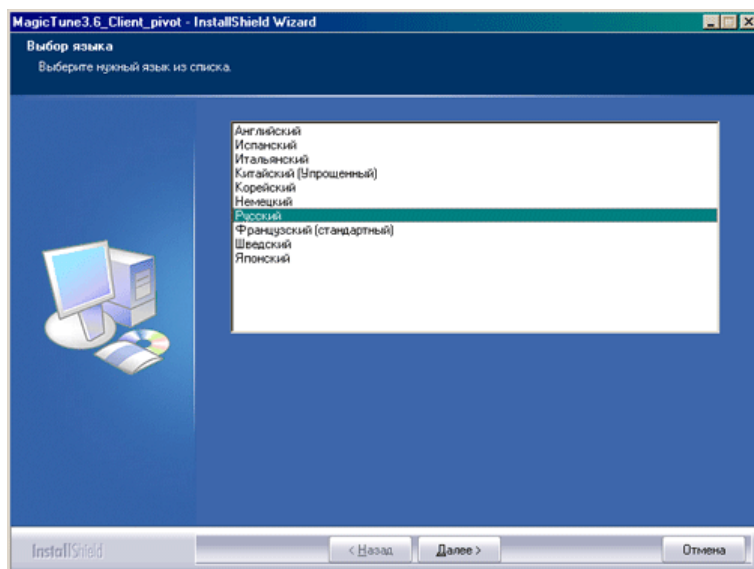 MagicTune3.6_Client_pivot - InstallShield Wizard
Выбор языка
Выберите нужный язык из списка.
Английский
Испанский
Итальянский
Китайский (Упрощенный)
Корейский
Немецкий
Русский
Французский (стандартный)
Шведский
Японский
InstallShield
< Назад
Далее >
Отмена